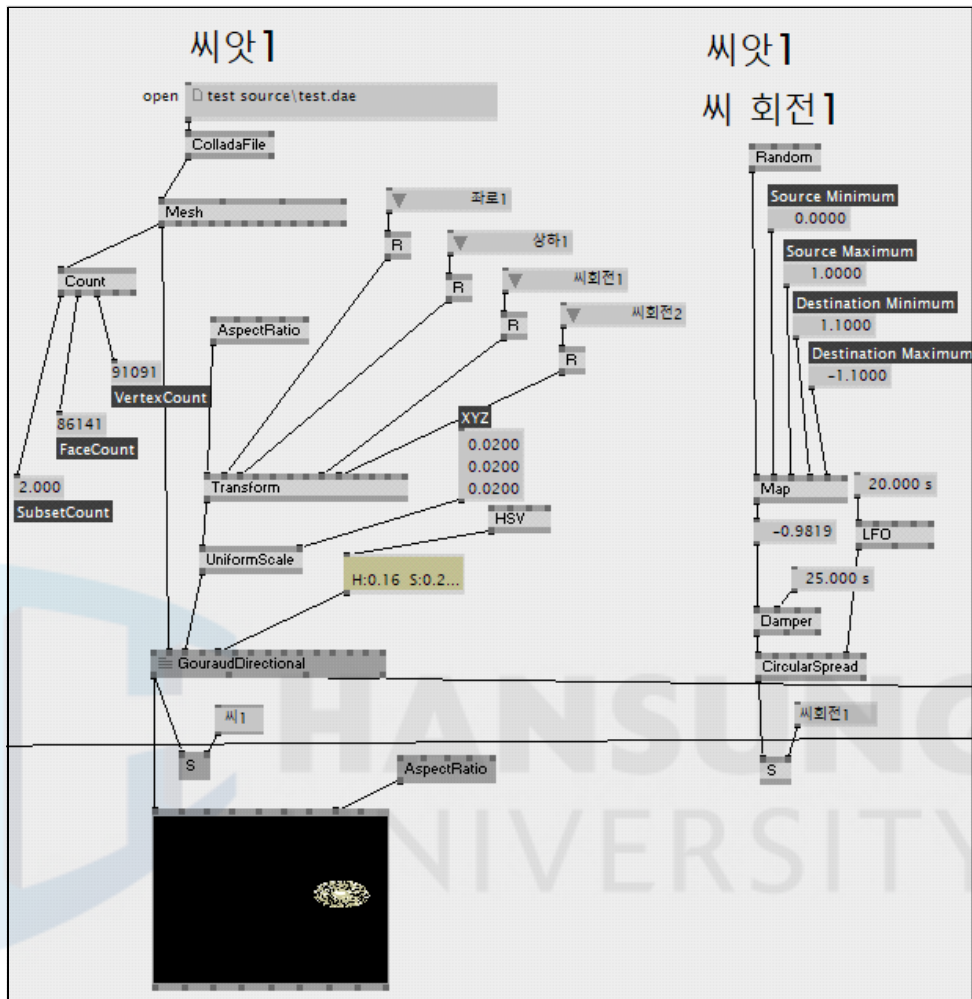 씨앗1
open test source\test.dae
ColladaFile
Mesh
Count
91091
VertexCount
86141
FaceCount
2.000
SubsetCount
AspectRatio
좌로1
R
상하1
R
씨회전1
R
씨회전2
R
XYZ
0.0200
0.0200
0.0200
Transform
HSV
UniformScale
H:0.16 S:0.2...
GouraudDirectional
씨1
S
AspectRatio
씨앗1
씨 회전1
Random
Source Minimum
0.0000
Source Maximum
1.0000
Destination Minimum
1.1000
Destination Maximum
-1.1000
Map
20.000 s
-0.9819
LFO
25.000 s
Damper
CircularSpread
씨회전1
S
HANSUNG
UNIVERSITY